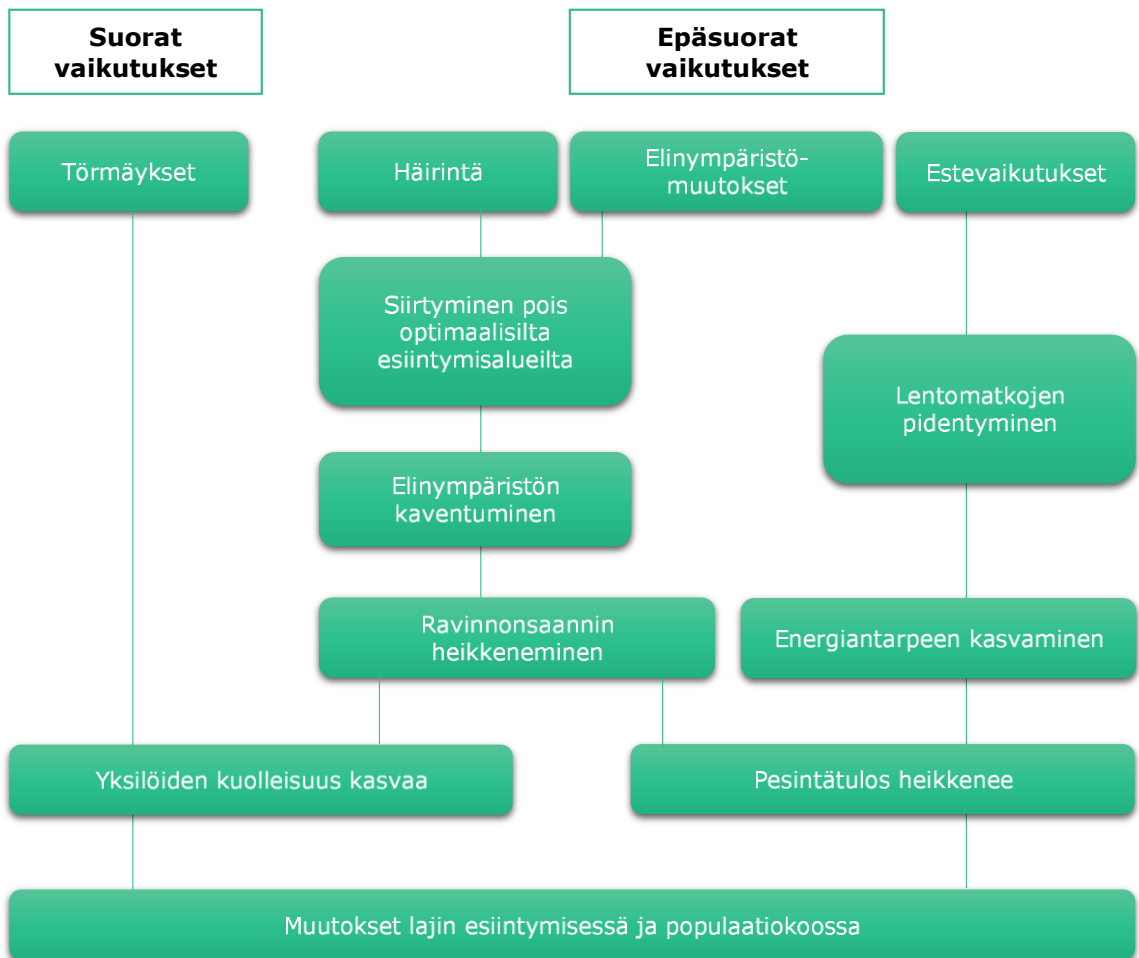 Suorat
vaikutukset
Epäsuorat
vaikutukset
Törmäykset
Häirintä
Elinympäristö-
muutokset
Estevaikutukset
Siirtyminen pois
optimaalisilta
esiintymisalueilta
Lentomatkojen
pidentyminen
Elinympäristön
kaventuminen
Ravinnonsaannin
heikkeneminen
Energiantarpeen kasvaminen
Yksilöiden kuolleisuus kasvaa
Pesintätulos heikkenee
Muutokset lajin esiintymisessä ja populaatiokoossa